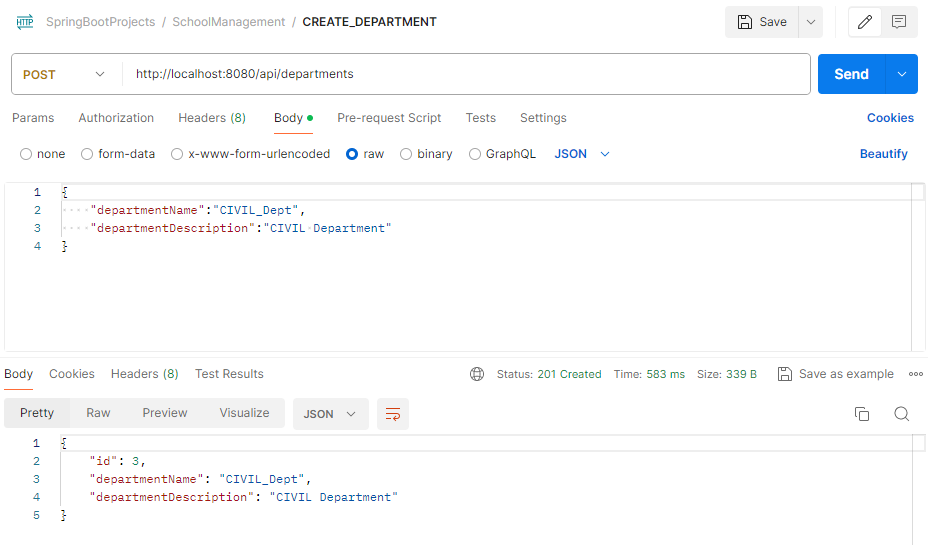 HTTP SpringBootProjects / SchoolManagement / CREATE_DEPARTMENT Save
POST http://localhost:8080/api/departments Send
Params Authorization Headers (8) Body Pre-request Script Tests Settings Cookies
none form-data x-www-form-urlencoded raw binary GraphQL JSON Beautify
1 {
2 "departmentName":"CIVIL_Dept",
3 "departmentDescription":"CIVIL Department"
4 }
Body Cookies Headers (8) Test Results Status: 201 Created Time: 583 ms Size: 339 B Save as example
Pretty Raw Preview Visualize JSON
1 {
2 "id": 3,
3 "departmentName": "CIVIL_Dept",
4 "departmentDescription": "CIVIL Department"
5 }